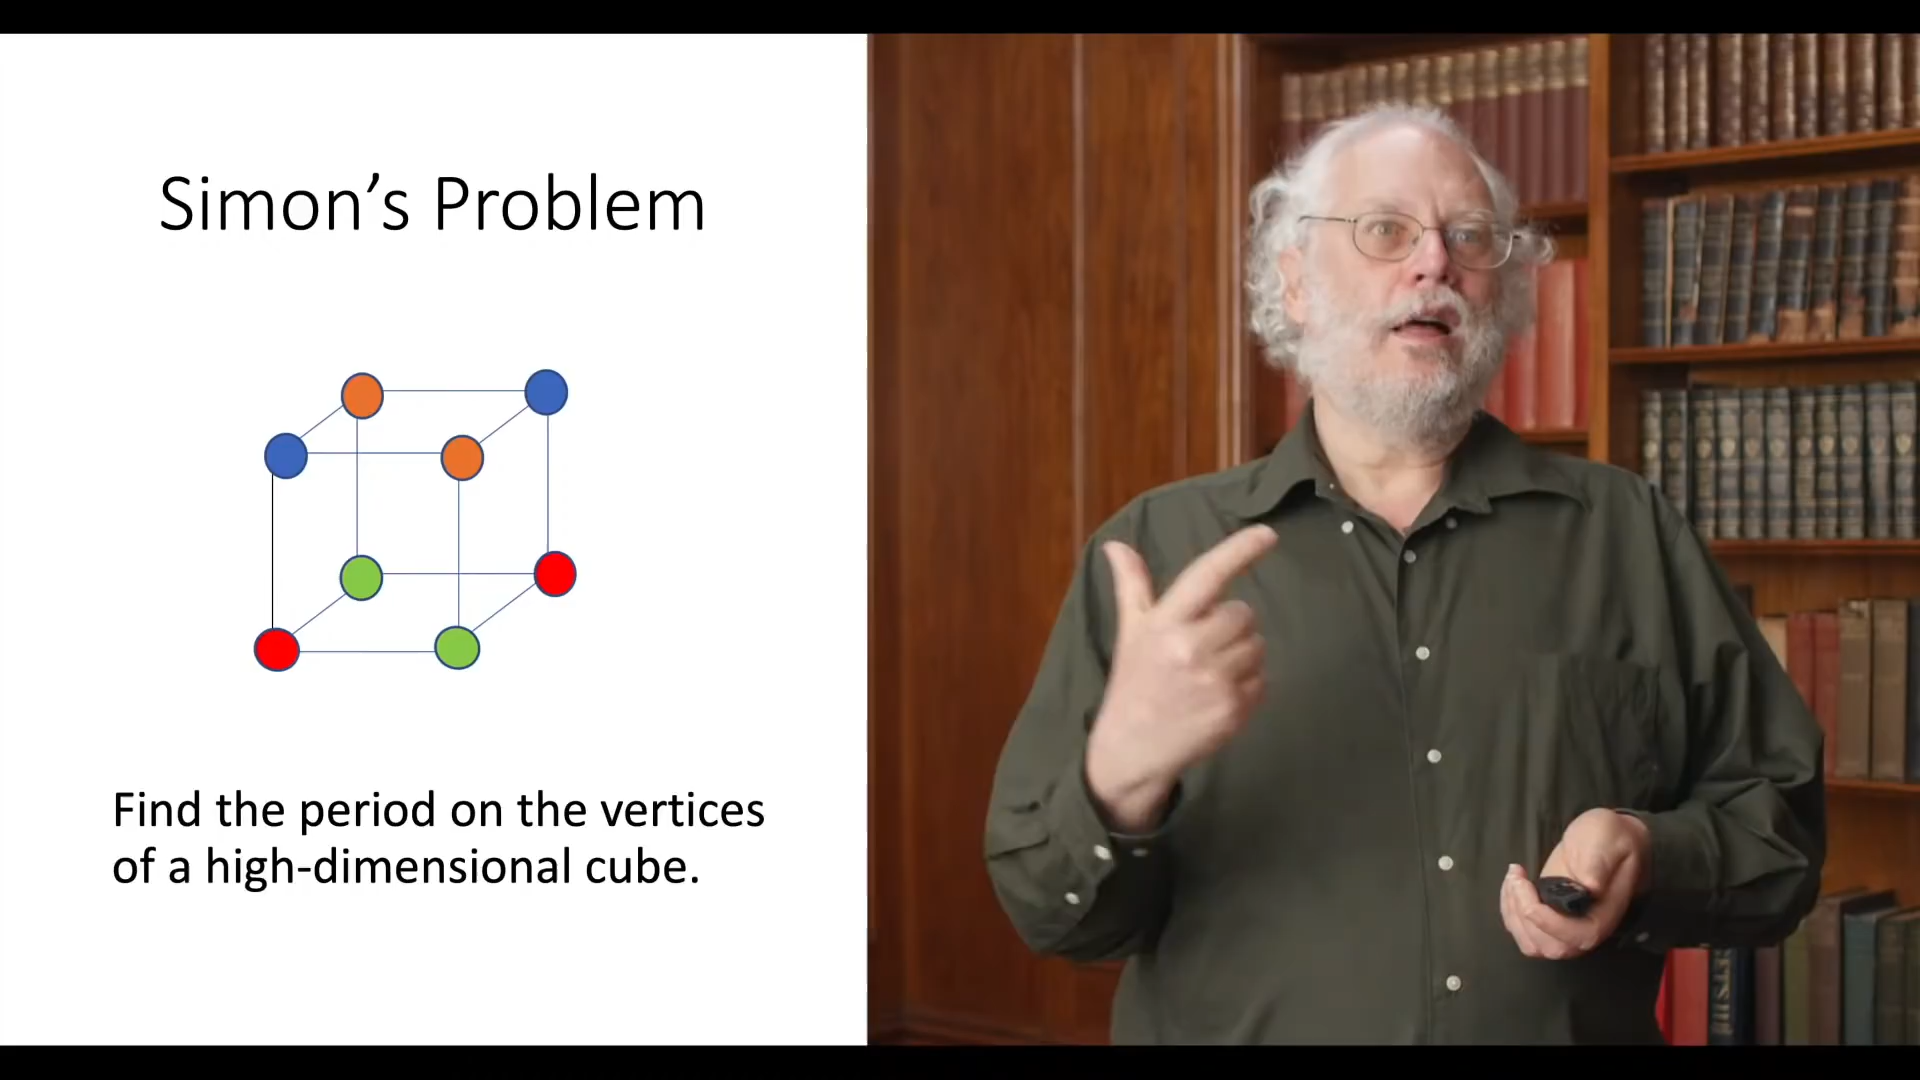 Simon’s Problem
Find the period on the vertices
of a high-dimensional cube.